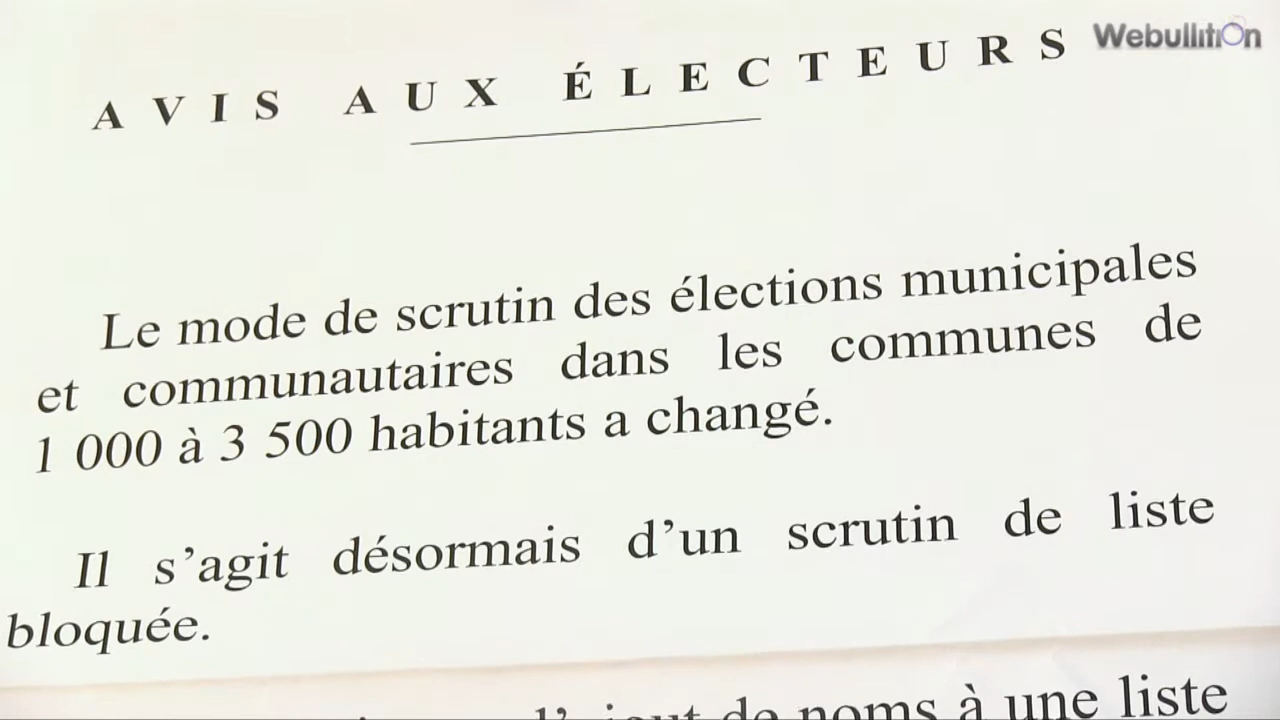 WebullitiOn
AVIS AUX ÉLECTEURS
Le mode de scrutin des élections municipales
et communautaires dans les communes de
1 000 à 3 500 habitants a changé.
Il s’agit désormais d’un scrutin de liste
bloquée.
de noms à une liste